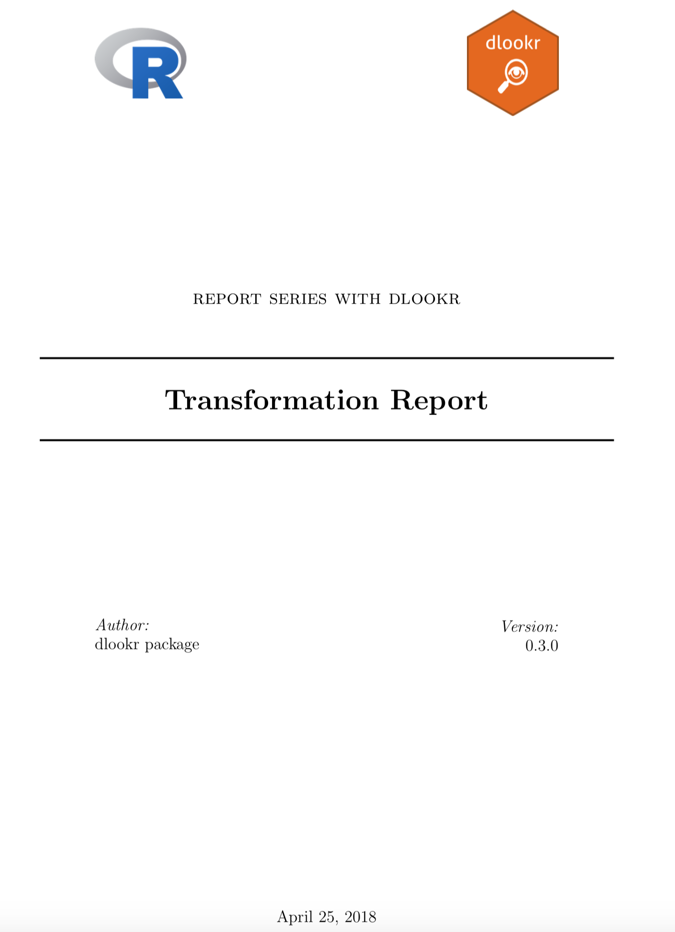 R
dlookr
REPORT SERIES WITH DLOOKR
Transformation Report
Author:
dlookr package
Version:
0.3.0
April 25, 2018